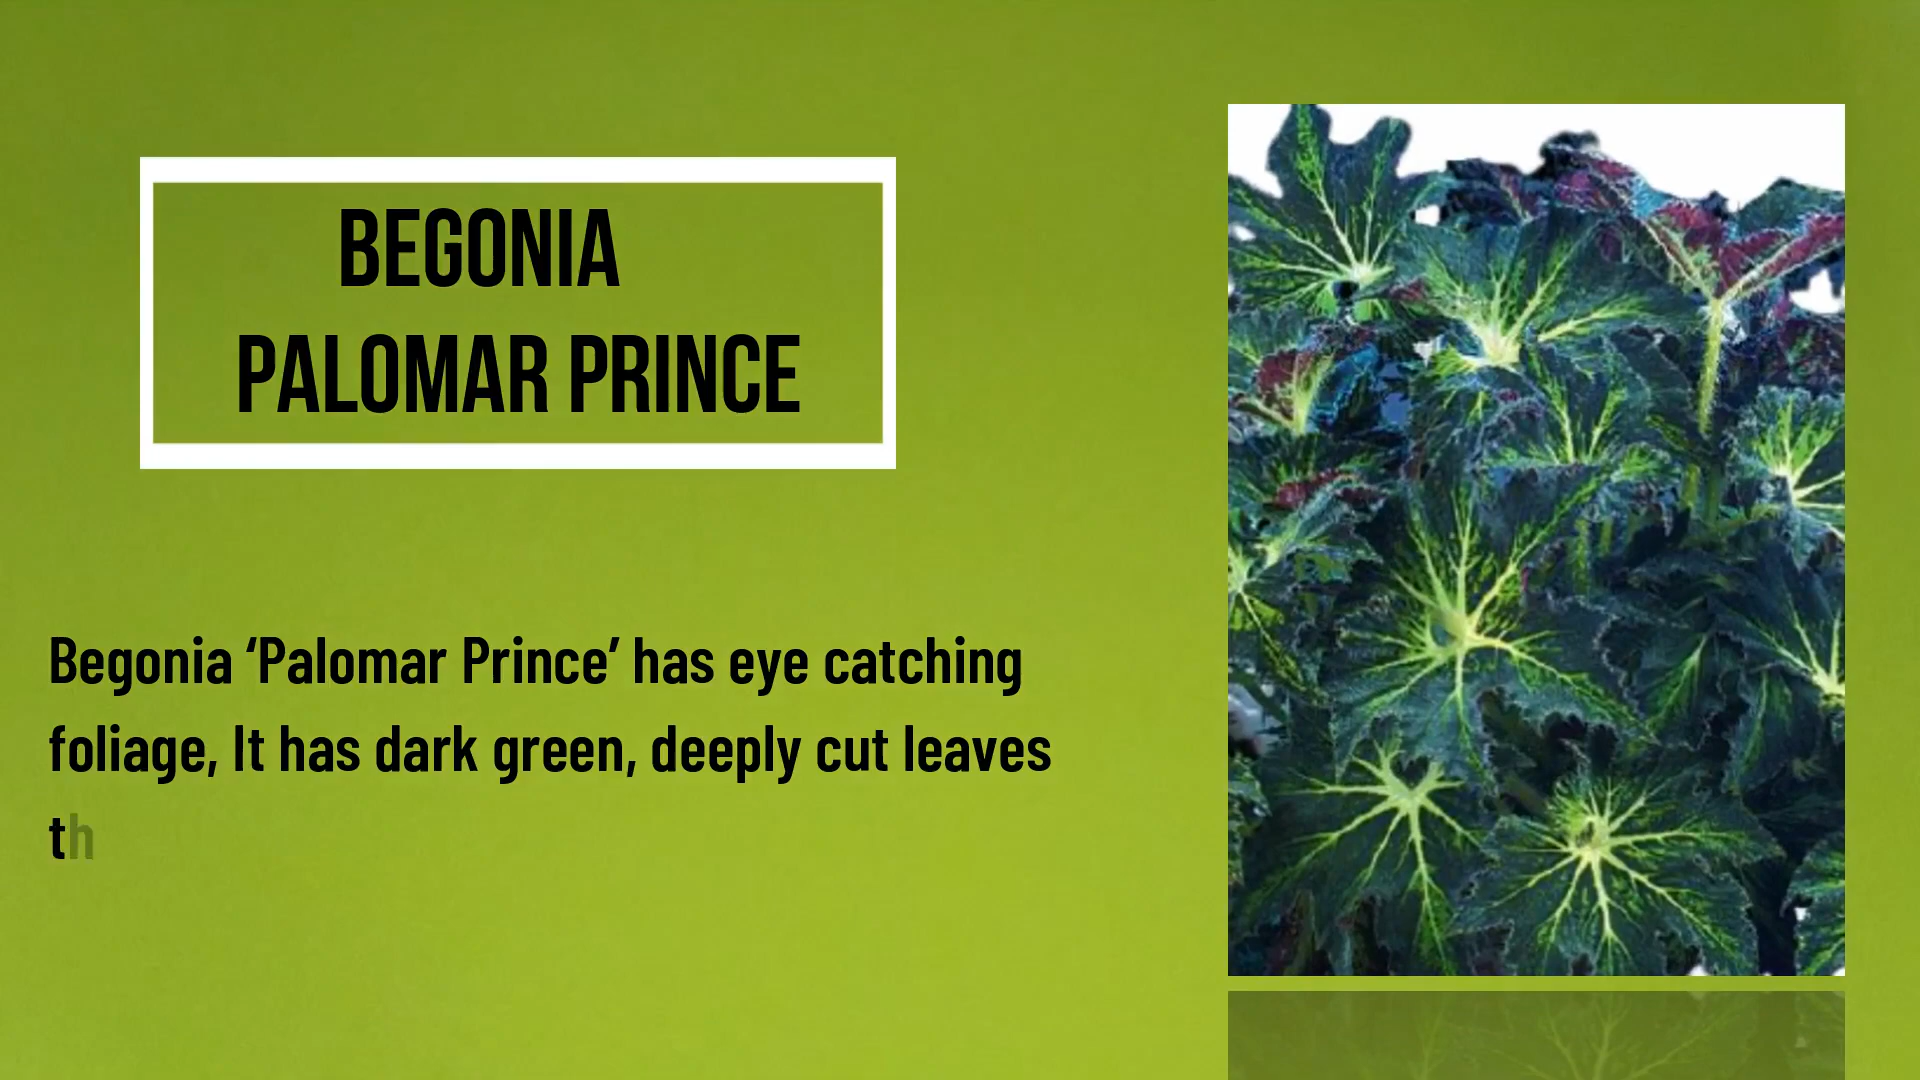 BEGONIA
PALOMAR PRINCE
Begonia ‘Palomar Prince’ has eye catching
foliage, It has dark green, deeply cut leaves
th